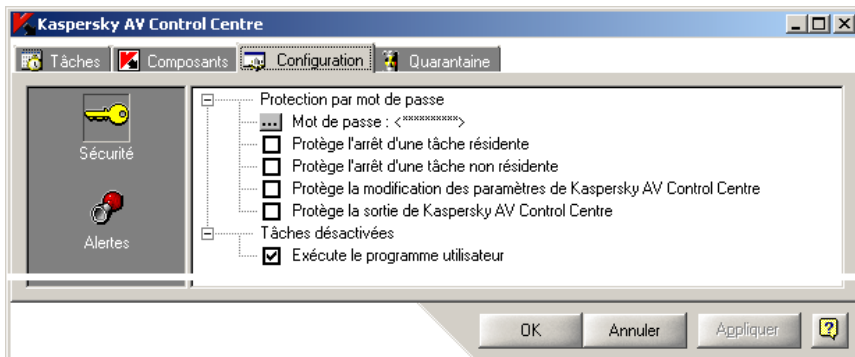 Kaspersky AV Control Centre
Tâches Composants Configuration Quarantaine
Sécurité
Alertes
Protection par mot de passe
... Mot de passe : <**********>
Protège l'arrêt d'une tâche résidente
Protège l'arrêt d'une tâche non résidente
Protège la modification des paramètres de Kaspersky AV Control Centre
Protège la sortie de Kaspersky AV Control Centre
Tâches désactivées
Exécute le programme utilisateur
OK Annuler Appliquer ?